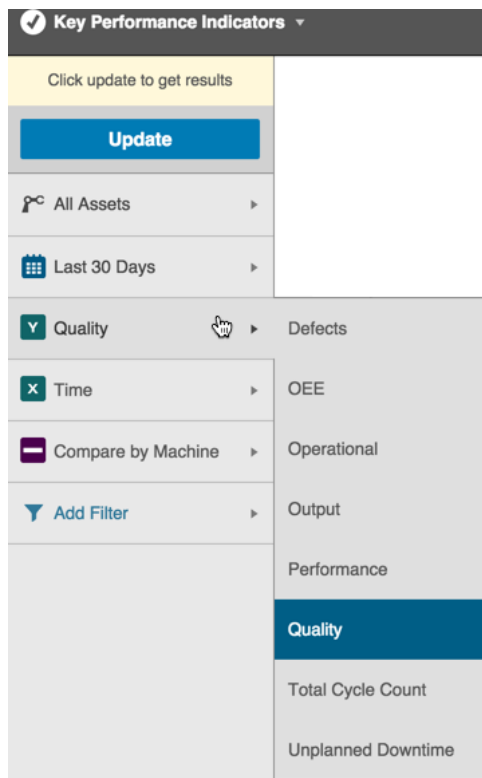 Key Performance Indicators
Click update to get results
Update
All Assets
Last 30 Days
Y Quality
X Time
Compare by Machine
Add Filter
Defects
OEE
Operational
Output
Performance
Quality
Total Cycle Count
Unplanned Downtime